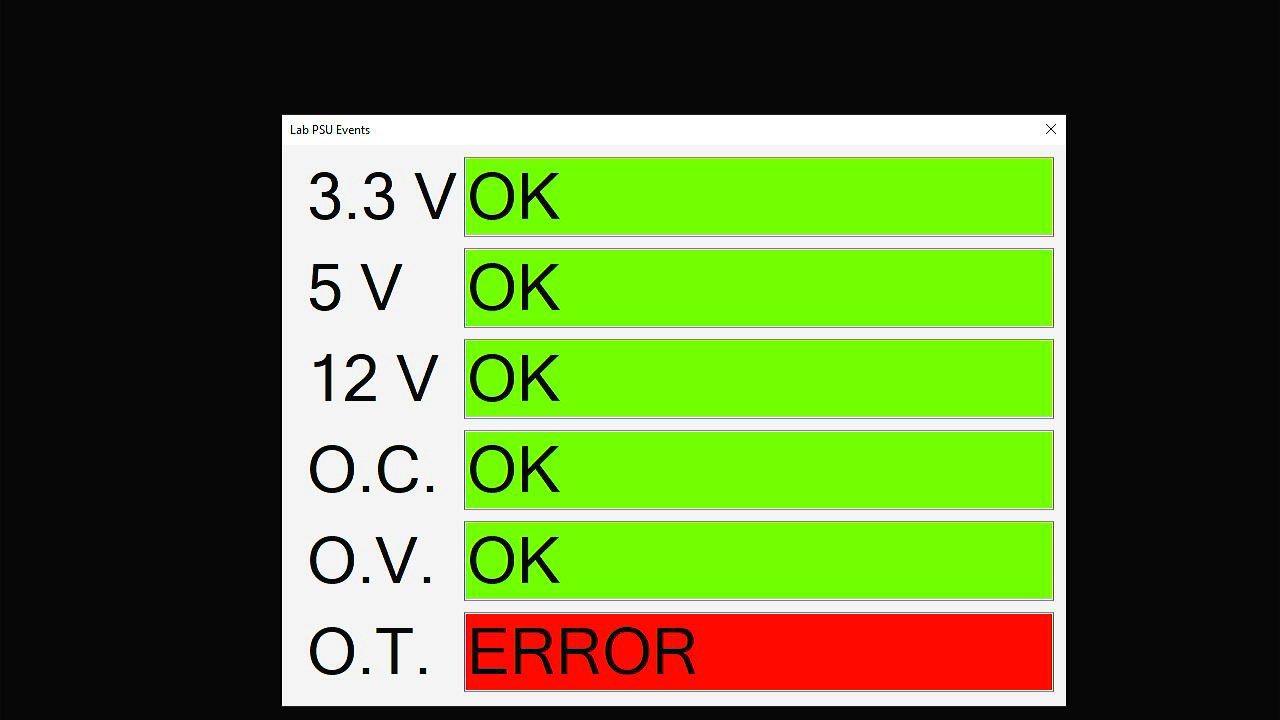 Lab PSU Events
3.3 V OK
5 V OK
12 V OK
O.C. OK
O.V. OK
O.T. ERROR